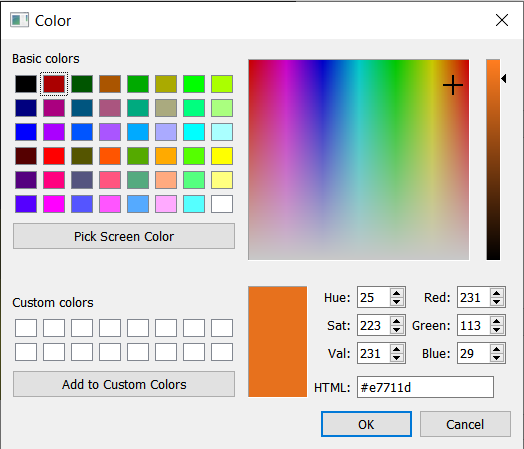 Color
Basic colors
Pick Screen Color
Custom colors
Add to Custom Colors
Hue: 25 Red: 231
Sat: 223 Green: 113
Val: 231 Blue: 29
HTML: #e7711d
OK Cancel